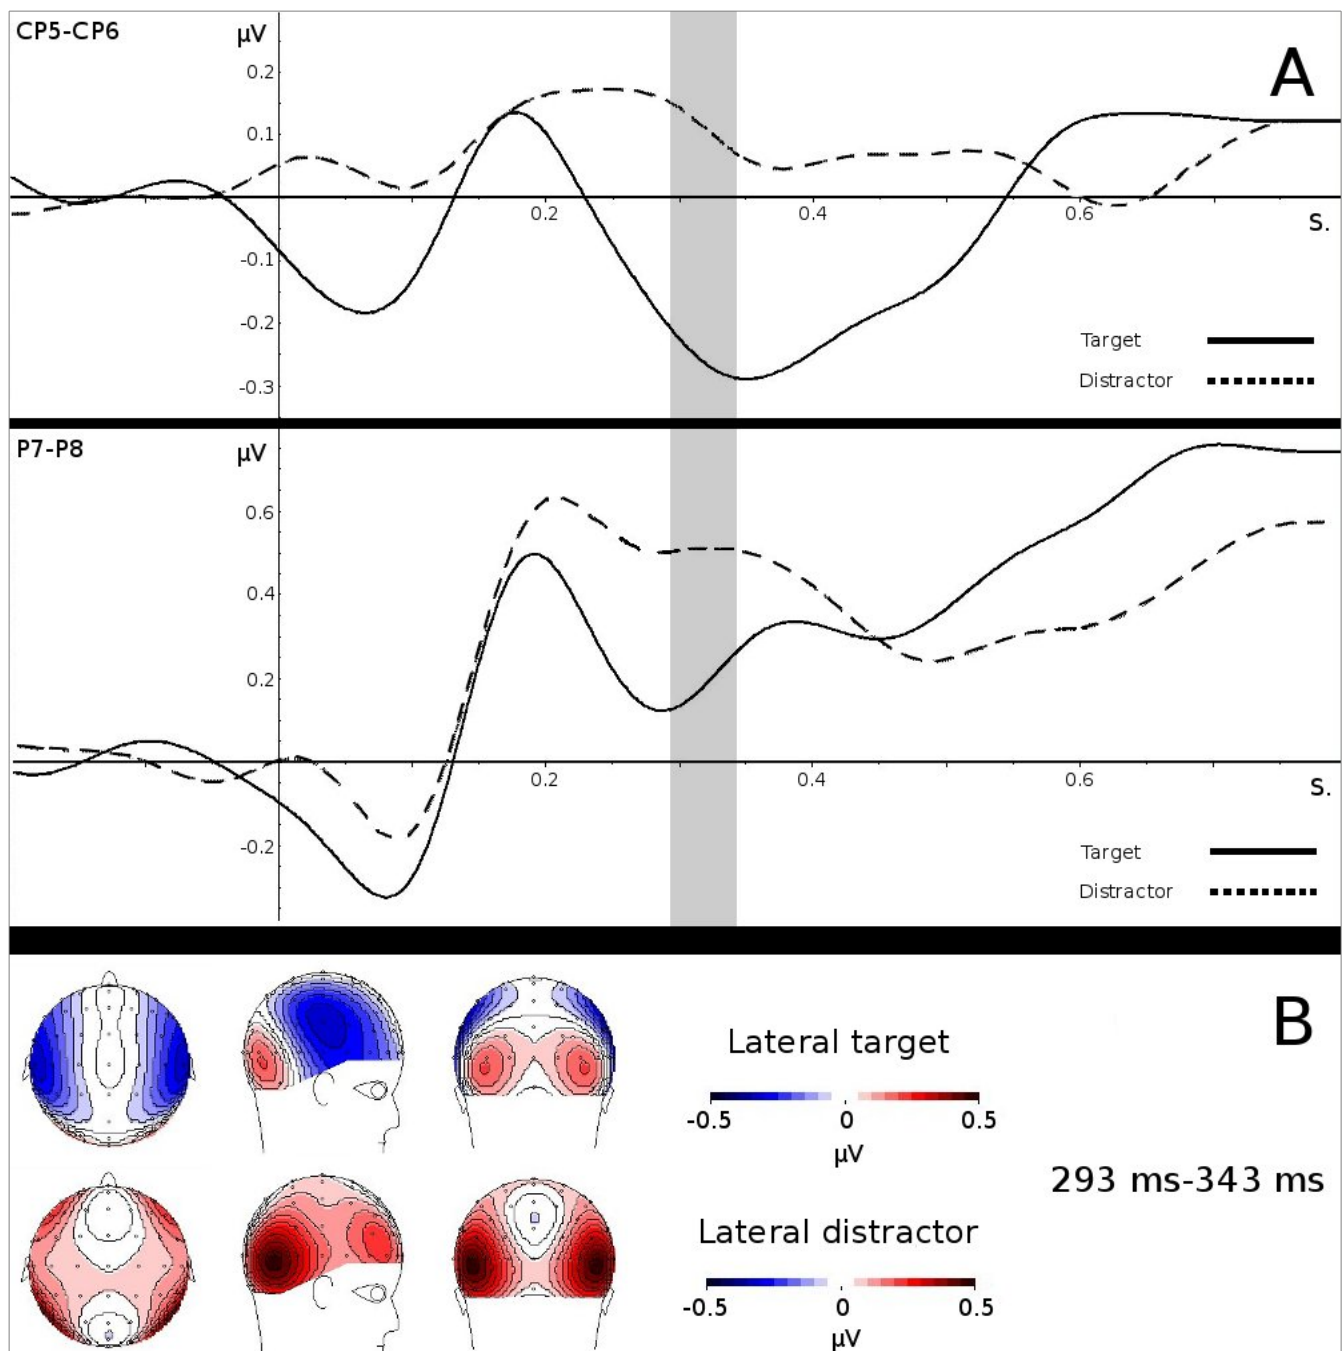 CP5-CP6
µV
A
0.2
0.1
0.2
0.4
0.6
S.
-0.1
-0.2
-0.3
Target
Distractor
P7-P8
µV
0.6
0.4
0.2
0.2
0.4
0.6
S.
-0.2
Target
Distractor
B
Lateral target
-0.5
0
0.5
µV
293 ms-343 ms
Lateral distractor
-0.5
0
0.5
µV